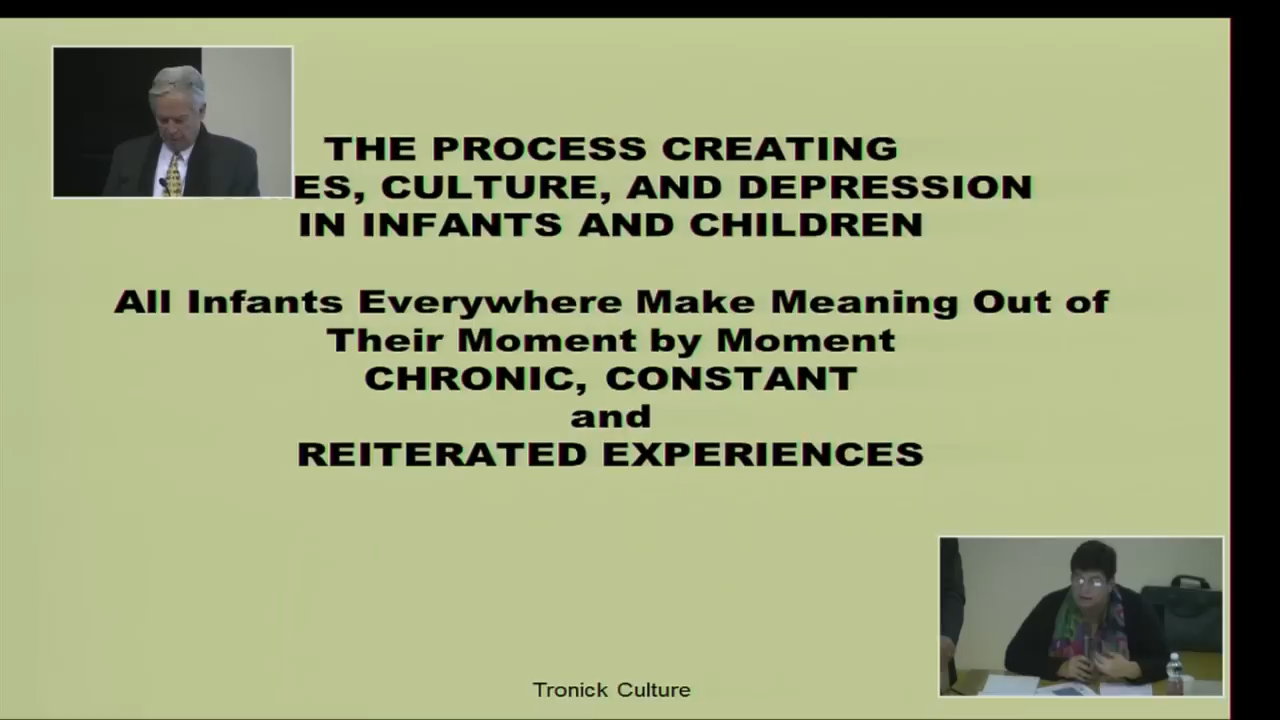 THE PROCESS CREATING
ES, CULTURE, AND DEPRESSION
IN INFANTS AND CHILDREN
All Infants Everywhere Make Meaning Out of
Their Moment by Moment
CHRONIC, CONSTANT
and
REITERATED EXPERIENCES
Tronick Culture